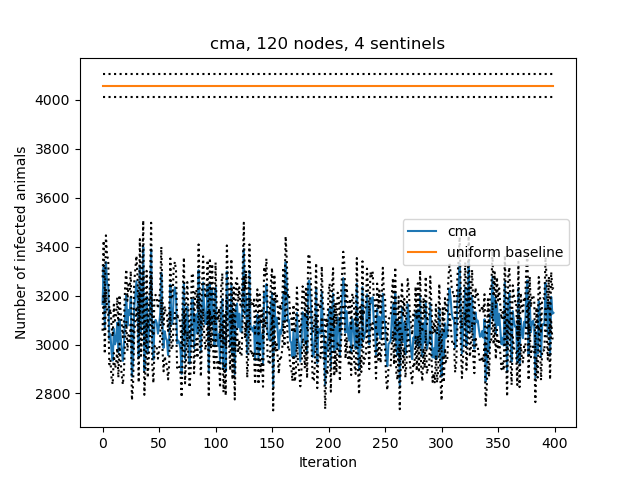 cma, 120 nodes, 4 sentinels
Number of infected animals
4000
3800
3600
3400
3200
3000
2800
cma
uniform baseline
0 50 100 150 200 250 300 350 400
Iteration